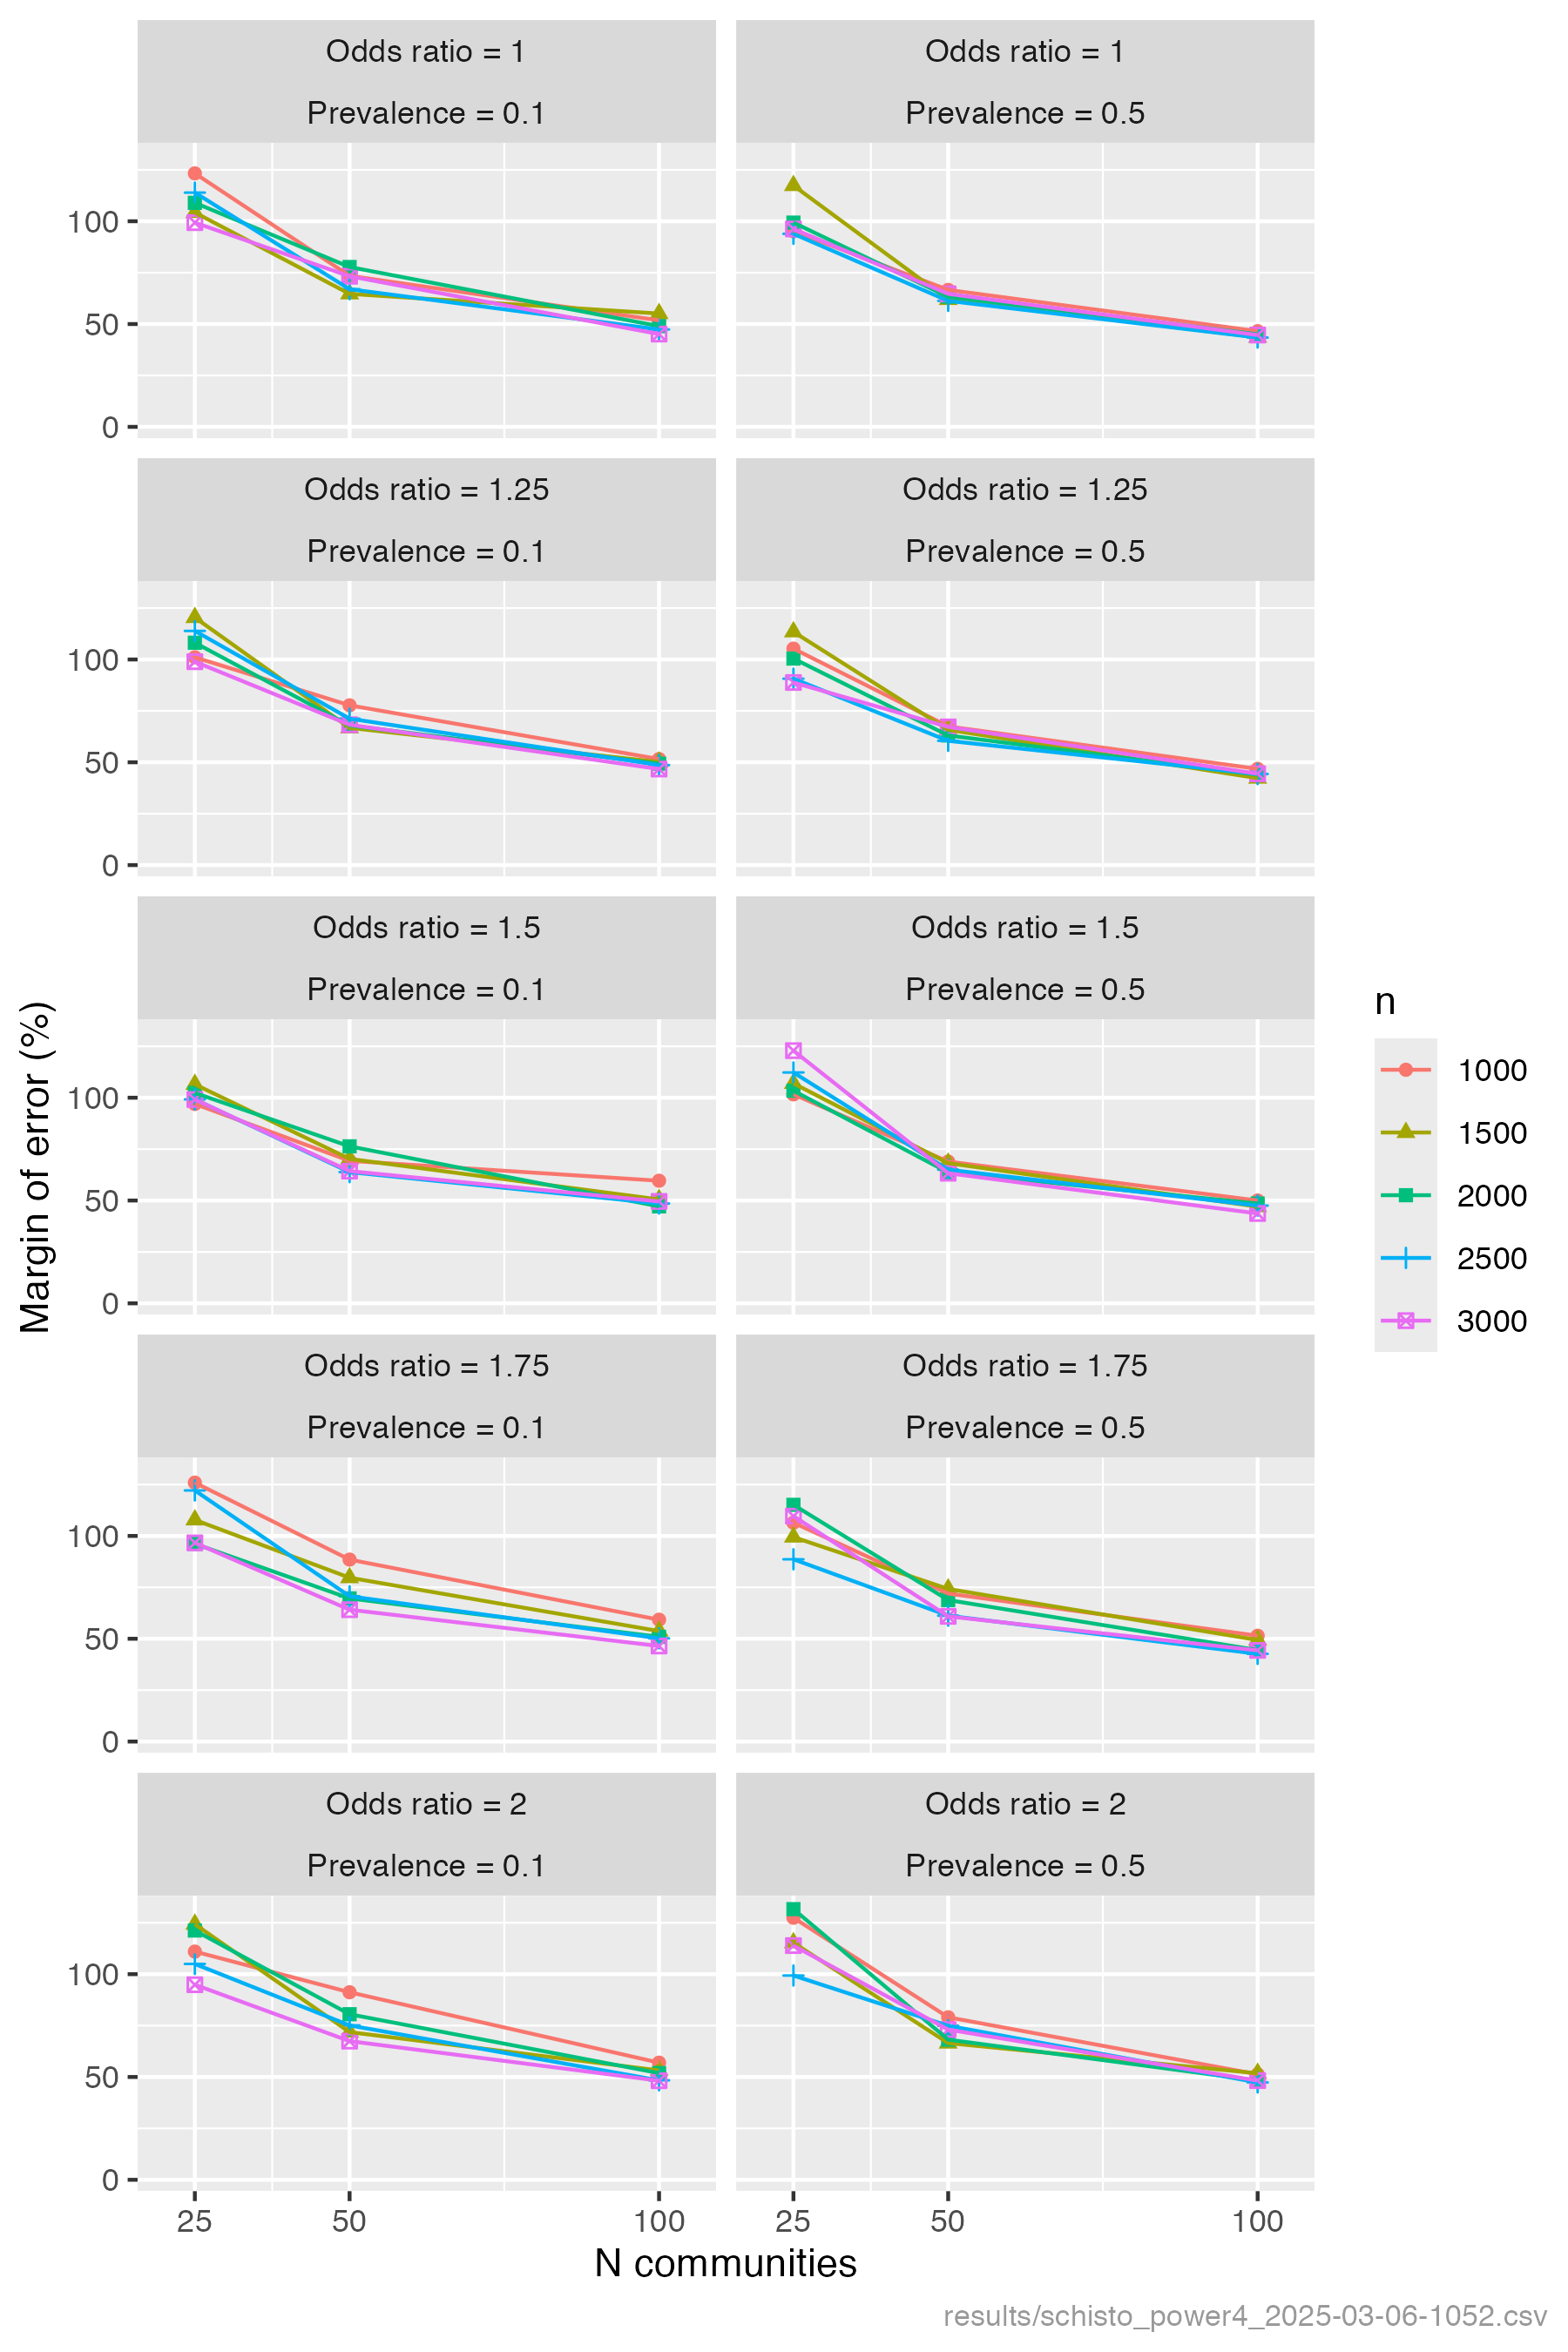 Odds ratio = 1
Prevalence = 0.1
Odds ratio = 1
Prevalence = 0.5
100
50
0
Odds ratio = 1.25
Prevalence = 0.1
Odds ratio = 1.25
Prevalence = 0.5
100
50
0
Odds ratio = 1.5
Prevalence = 0.1
Odds ratio = 1.5
Prevalence = 0.5
100
50
0
Odds ratio = 1.75
Prevalence = 0.1
Odds ratio = 1.75
Prevalence = 0.5
100
50
0
Odds ratio = 2
Prevalence = 0.1
Odds ratio = 2
Prevalence = 0.5
100
50
0
25 50 100
25 50 100
N communities
Margin of error (%)
n
1000
1500
2000
2500
3000
results/schisto_power4_2025-03-06-1052.csv